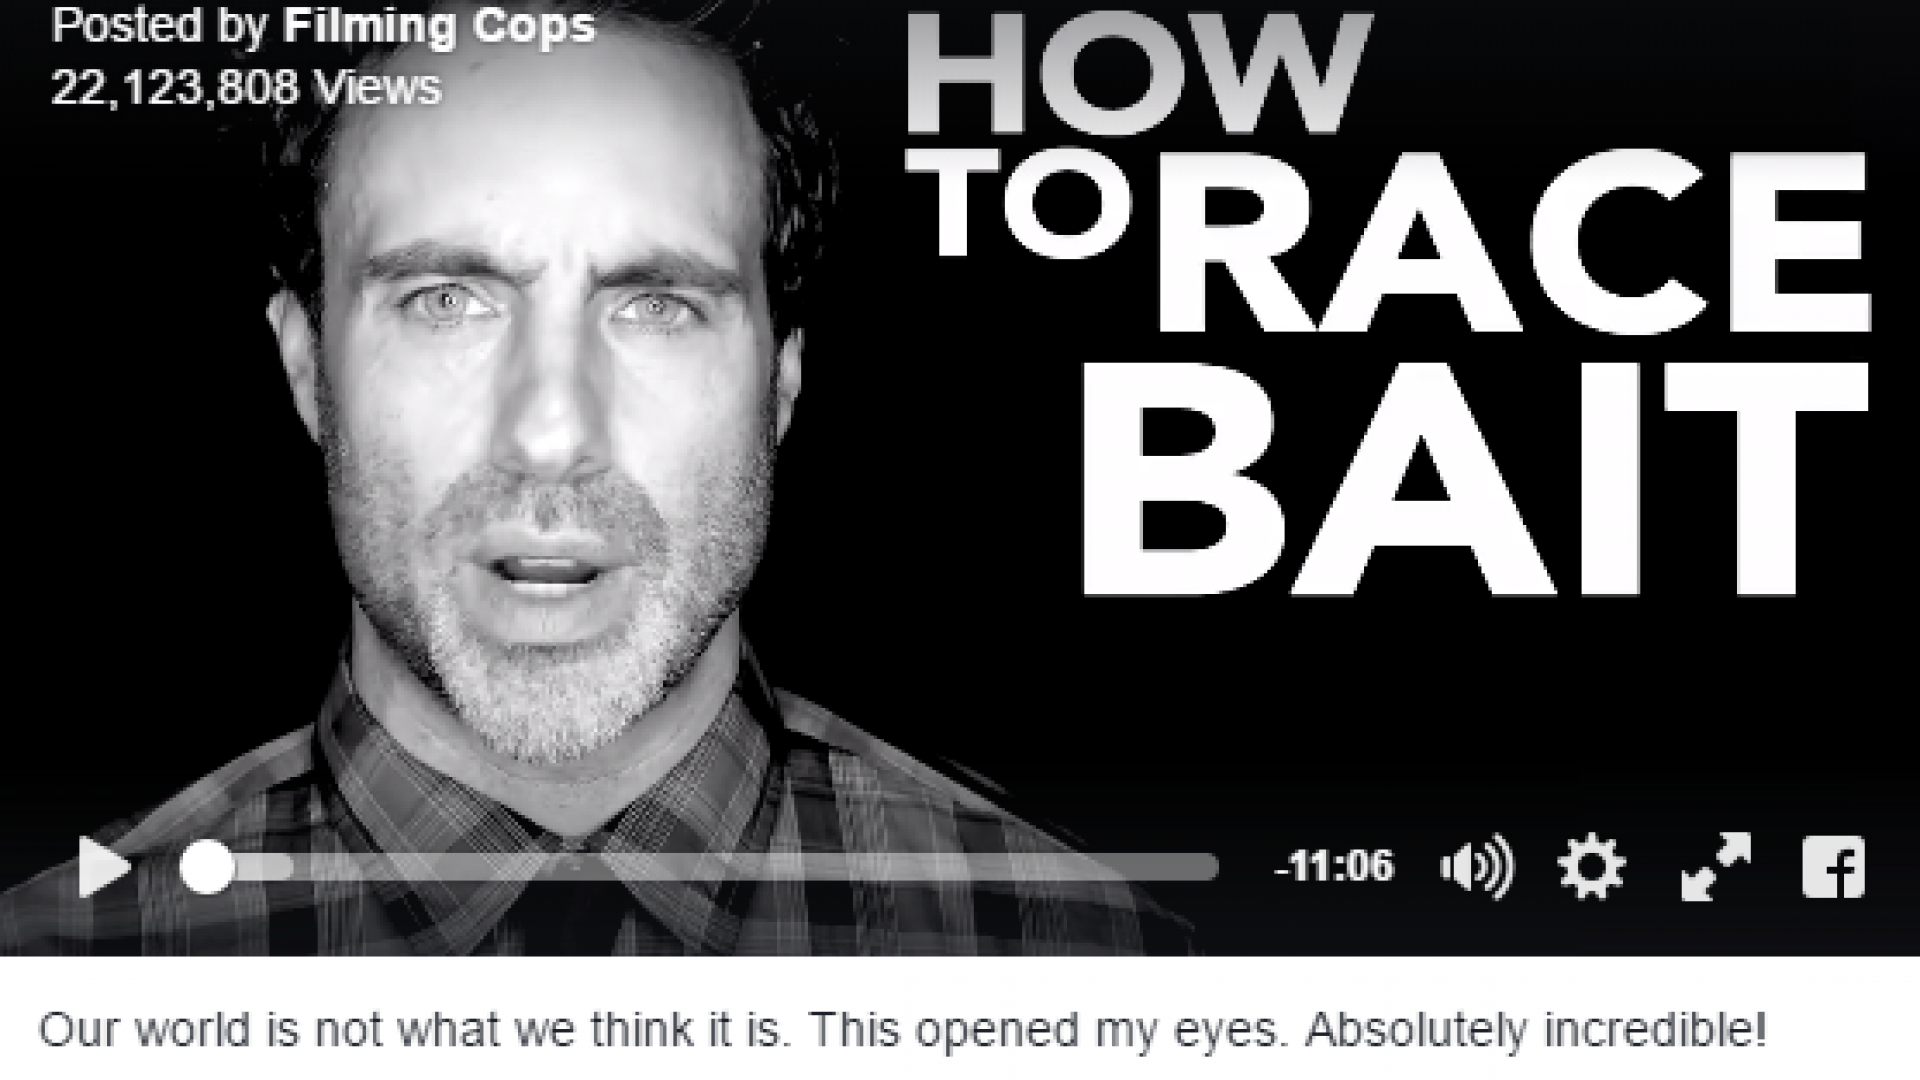 Posted by Filming Cops
22,123,808 Views
HOW
TO RACE
BAIT
-11:06
Our world is not what we think it is. This opened my eyes. Absolutely incredible!